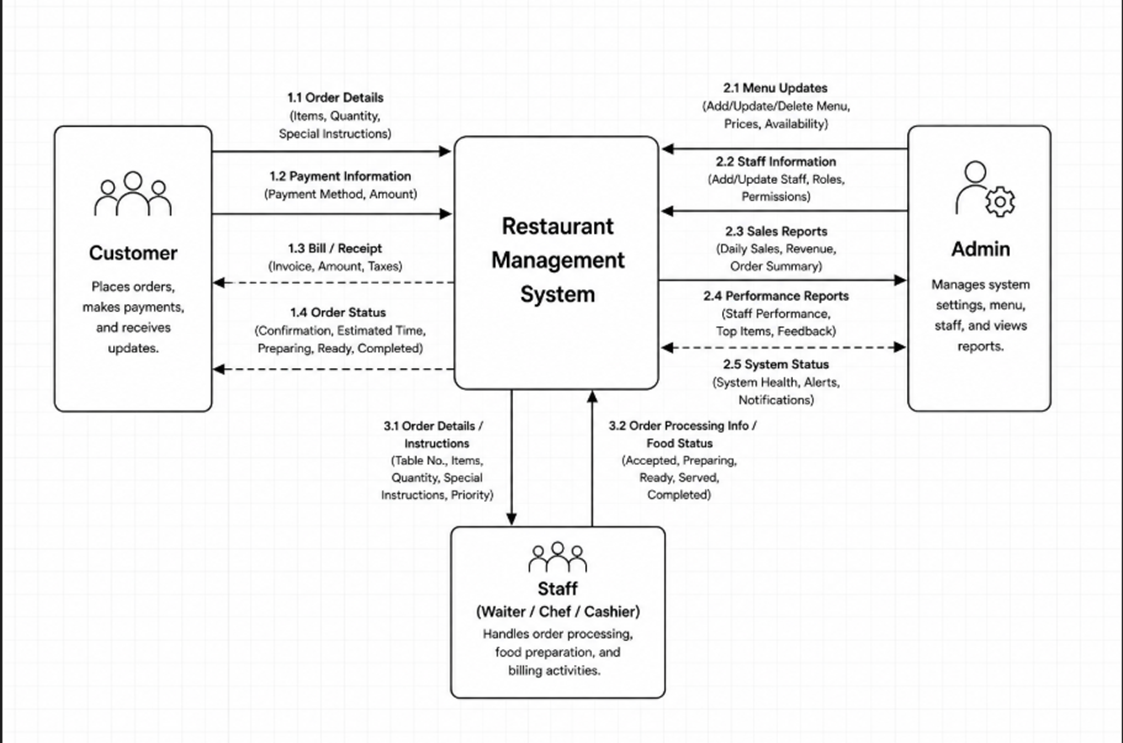 1.1 Order Details
(Items, Quantity,
Special Instructions)
1.2 Payment Information
(Payment Method, Amount)
1.3 Bill / Receipt
(Invoice, Amount, Taxes)
1.4 Order Status
(Confirmation, Estimated Time,
Preparing, Ready, Completed)
Customer
Places orders,
makes payments,
and receives
updates.
Restaurant
Management
System
2.1 Menu Updates
(Add/Update/Delete Menu,
Prices, Availability)
2.2 Staff Information
(Add/Update Staff, Roles,
Permissions)
2.3 Sales Reports
(Daily Sales, Revenue,
Order Summary)
2.4 Performance Reports
(Staff Performance,
Top Items, Feedback)
2.5 System Status
(System Health, Alerts,
Notifications)
Admin
Manages system
settings, menu,
staff, and views
reports.
3.1 Order Details /
Instructions
(Table No., Items,
Quantity, Special
Instructions, Priority)
3.2 Order Processing Info /
Food Status
(Accepted, Preparing,
Ready, Served,
Completed)
Staff
(Waiter / Chef / Cashier)
Handles order processing,
food preparation, and
billing activities.